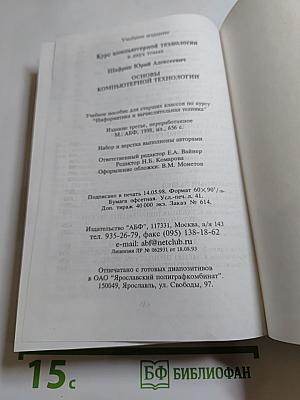 Учебное издание
Курс компьютерной технологии
в двух томах
Шафрин Юрий Алексеевич
ОСНОВЫ
КОМПЬЮТЕРНОЙ ТЕХНОЛОГИИ
Учебное пособие для старших классов по курсу
"Информатика и вычислительная техника"
Издание третье, переработанное
М.: АБФ, 1998, ил., 656 с.
Набор и верстка выполнены авторами
Ответственный редактор Е.А. Вайнер
Редактор Н.Б. Комарова
Оформление обложки: В.М. Мометов
Подписано в печать 14.05.98. Формат 60×90
Бумага офсетная. Усл.-печ.л. 41.
Доп. тираж 40 000 экз. Заказ № 614.
Издательство "АБФ", 117331, Москва, а/я 143
тел. 935-26-79, факс (095) 138-18-62
e-mail: abf@netclub.ru
Лицензия ЛР № 062931 от 18.08.93
Отпечатано с готовых диапозитивов
в ОАО "Ярославский полиграфкомбинат".
150049, Ярославль, ул. Свободы, 97.
15 с
БФ БИБЛИОФАН